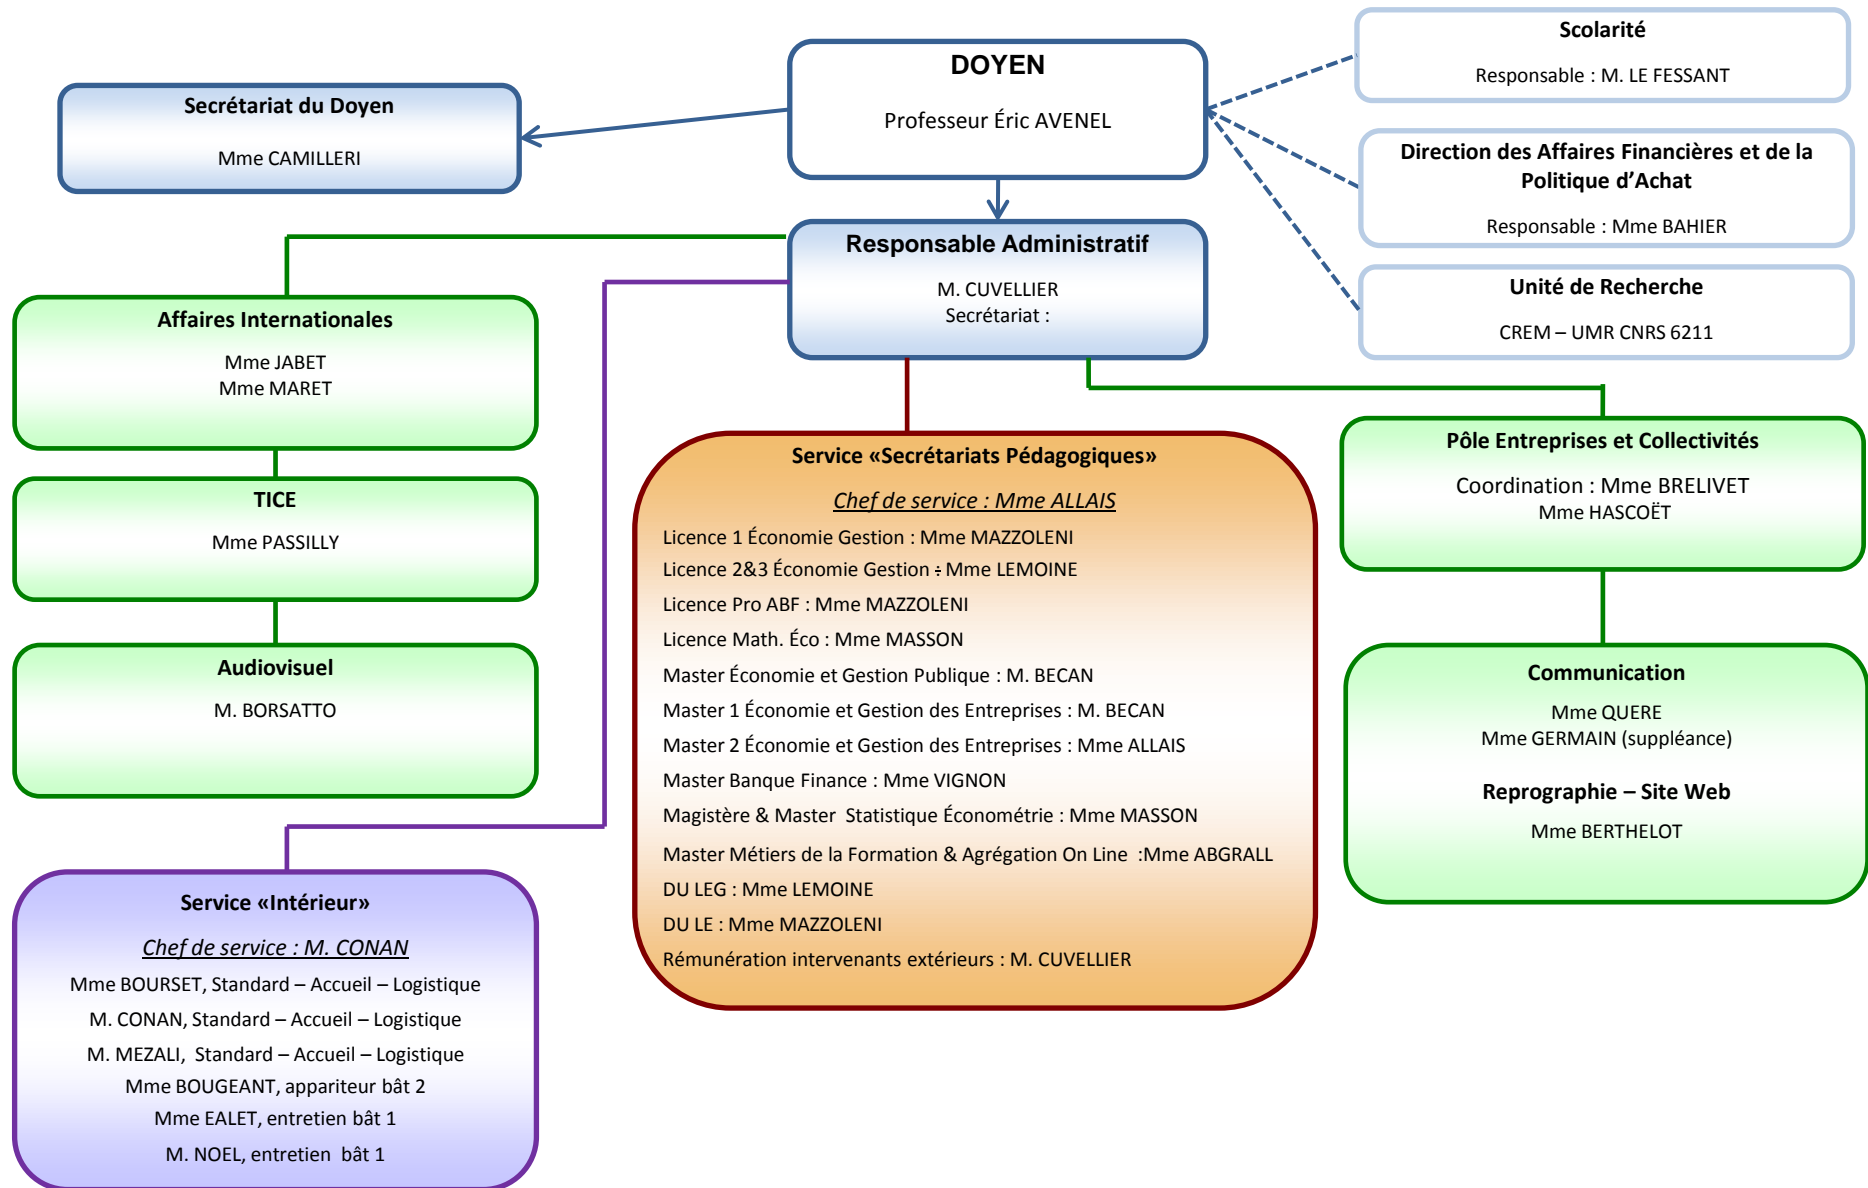 DOYEN
Professeur Éric AVENEL
Secrétariat du Doyen
Mme CAMILLERI
Scolarité
Responsable : M. LE FESSANT
Direction des Affaires Financières et de la
Politique d’Achat
Responsable : Mme BAHIER
Unité de Recherche
CREM – UMR CNRS 6211
Responsable Administratif
M. CUVELLIER
Secrétariat :
Affaires Internationales
Mme JABET
Mme MARET
TICE
Mme PASSILLY
Audiovisuel
M. BORSATTO
Service «Intérieur»
Chef de service : M. CONAN
Mme BOURSET, Standard – Accueil – Logistique
M. CONAN, Standard – Accueil – Logistique
M. MEZALI,  Standard – Accueil – Logistique
Mme BOUGEANT, appariteur bât 2
Mme EALET, entretien bât 1
M. NOEL, entretien  bât 1
Service «Secrétariats Pédagogiques»
Chef de service : Mme ALLAIS
Licence 1 Économie Gestion : Mme MAZZOLENI
Licence 2&3 Économie Gestion : Mme LEMOINE
Licence Pro ABF : Mme MAZZOLENI
Licence Math. Éco : Mme MASSON
Master Économie et Gestion Publique : M. BECAN
Master 1 Économie et Gestion des Entreprises : M. BECAN
Master 2 Économie et Gestion des Entreprises : Mme ALLAIS
Master Banque Finance : Mme VIGNON
Magistère & Master  Statistique Économétrie : Mme MASSON
Master Métiers de la Formation & Agrégation On Line  :Mme ABGRALL
DU LEG : Mme LEMOINE
DU LE : Mme MAZZOLENI
Rémunération intervenants extérieurs : M. CUVELLIER
Pôle Entreprises et Collectivités
Coordination : Mme BRELIVET
Mme HASCOËT
Communication
Mme QUERE
Mme GERMAIN (suppléance)
Reprographie – Site Web
Mme BERTHELOT